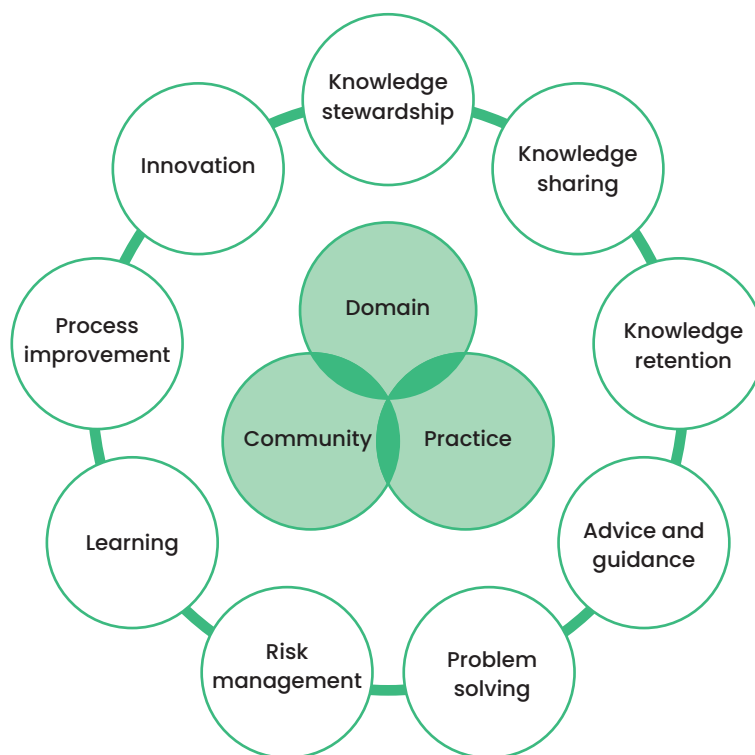 Knowledge
stewardship
Knowledge
sharing
Knowledge
retention
Advice and
guidance
Problem
solving
Risk
management
Learning
Process
improvement
Innovation
Domain
Community
Practice